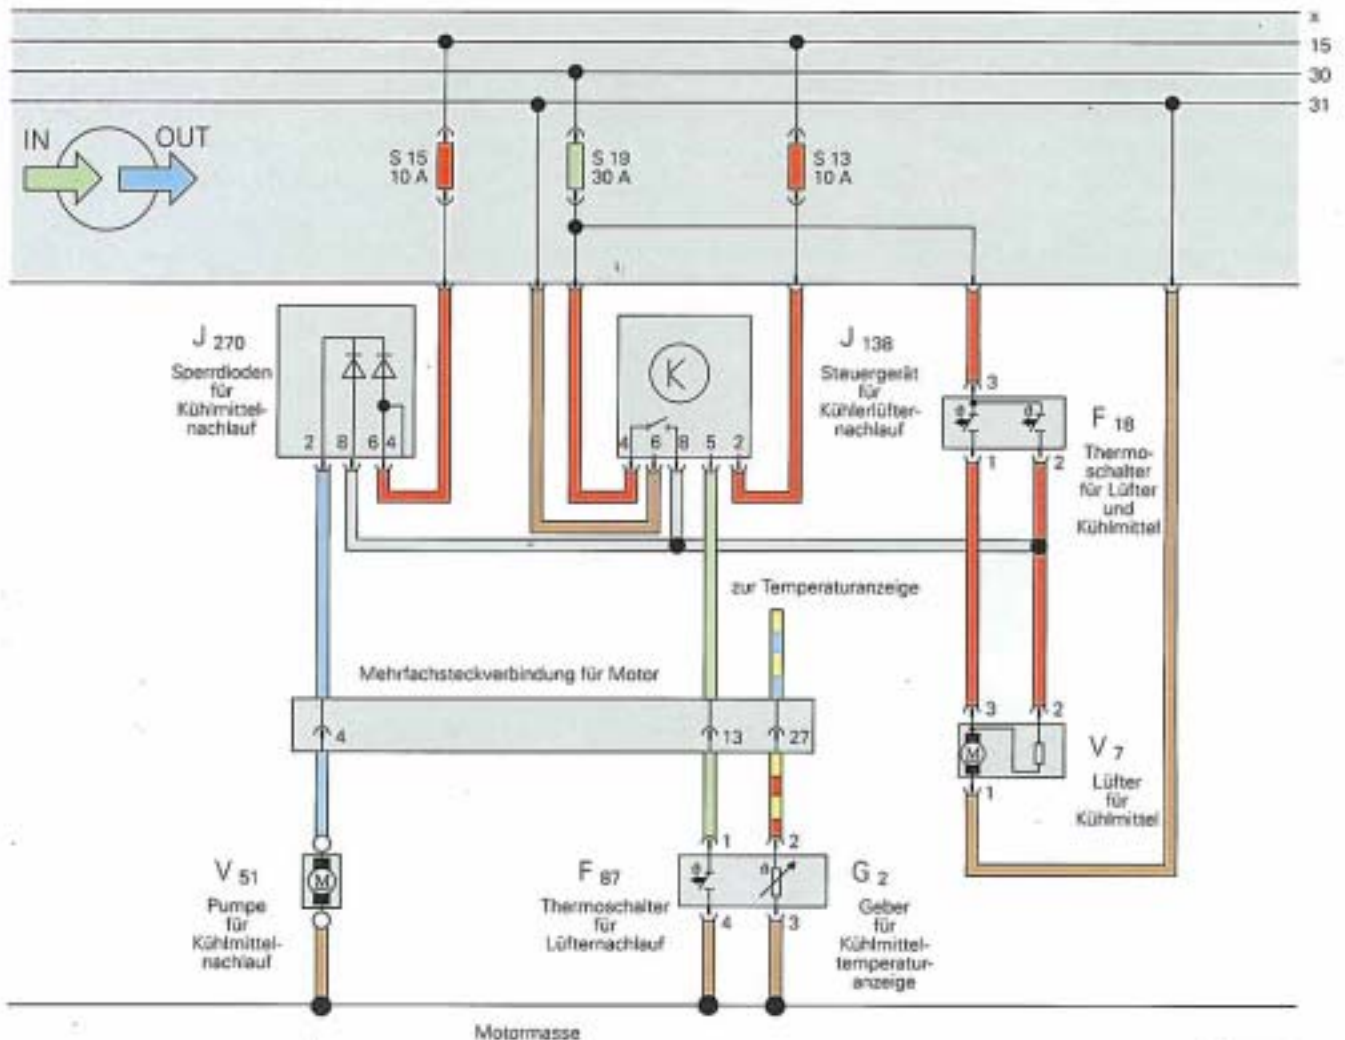 x
15
30
31
IN
OUT
S 15
10 A
S 19
30 A
S 13
10 A
J 270
Sperrdioden
für
Kühlmittel-
nachlauf
2 8 6 4
K
4 6 8 5 2
J 138
Steuergerät
für
Kühlerlüfter-
nachlauf
3
ϑ ϑ
1 2
F 18
Thermo-
schalter
für Lüfter
und
Kühlmittel
zur Temperaturanzeige
Mehrfachsteckverbindung für Motor
4 13 27
3 2
M
1
V 7
Lüfter
für
Kühlmittel
V 51
Pumpe
für
Kühlmittel-
nachlauf
M
F 87
Thermoschalter
für
Lüfternachlauf
1 2
ϑ ϑ
4 3
G 2
Geber
für
Kühlmittel-
temperatur-
anzeige
Motormasse